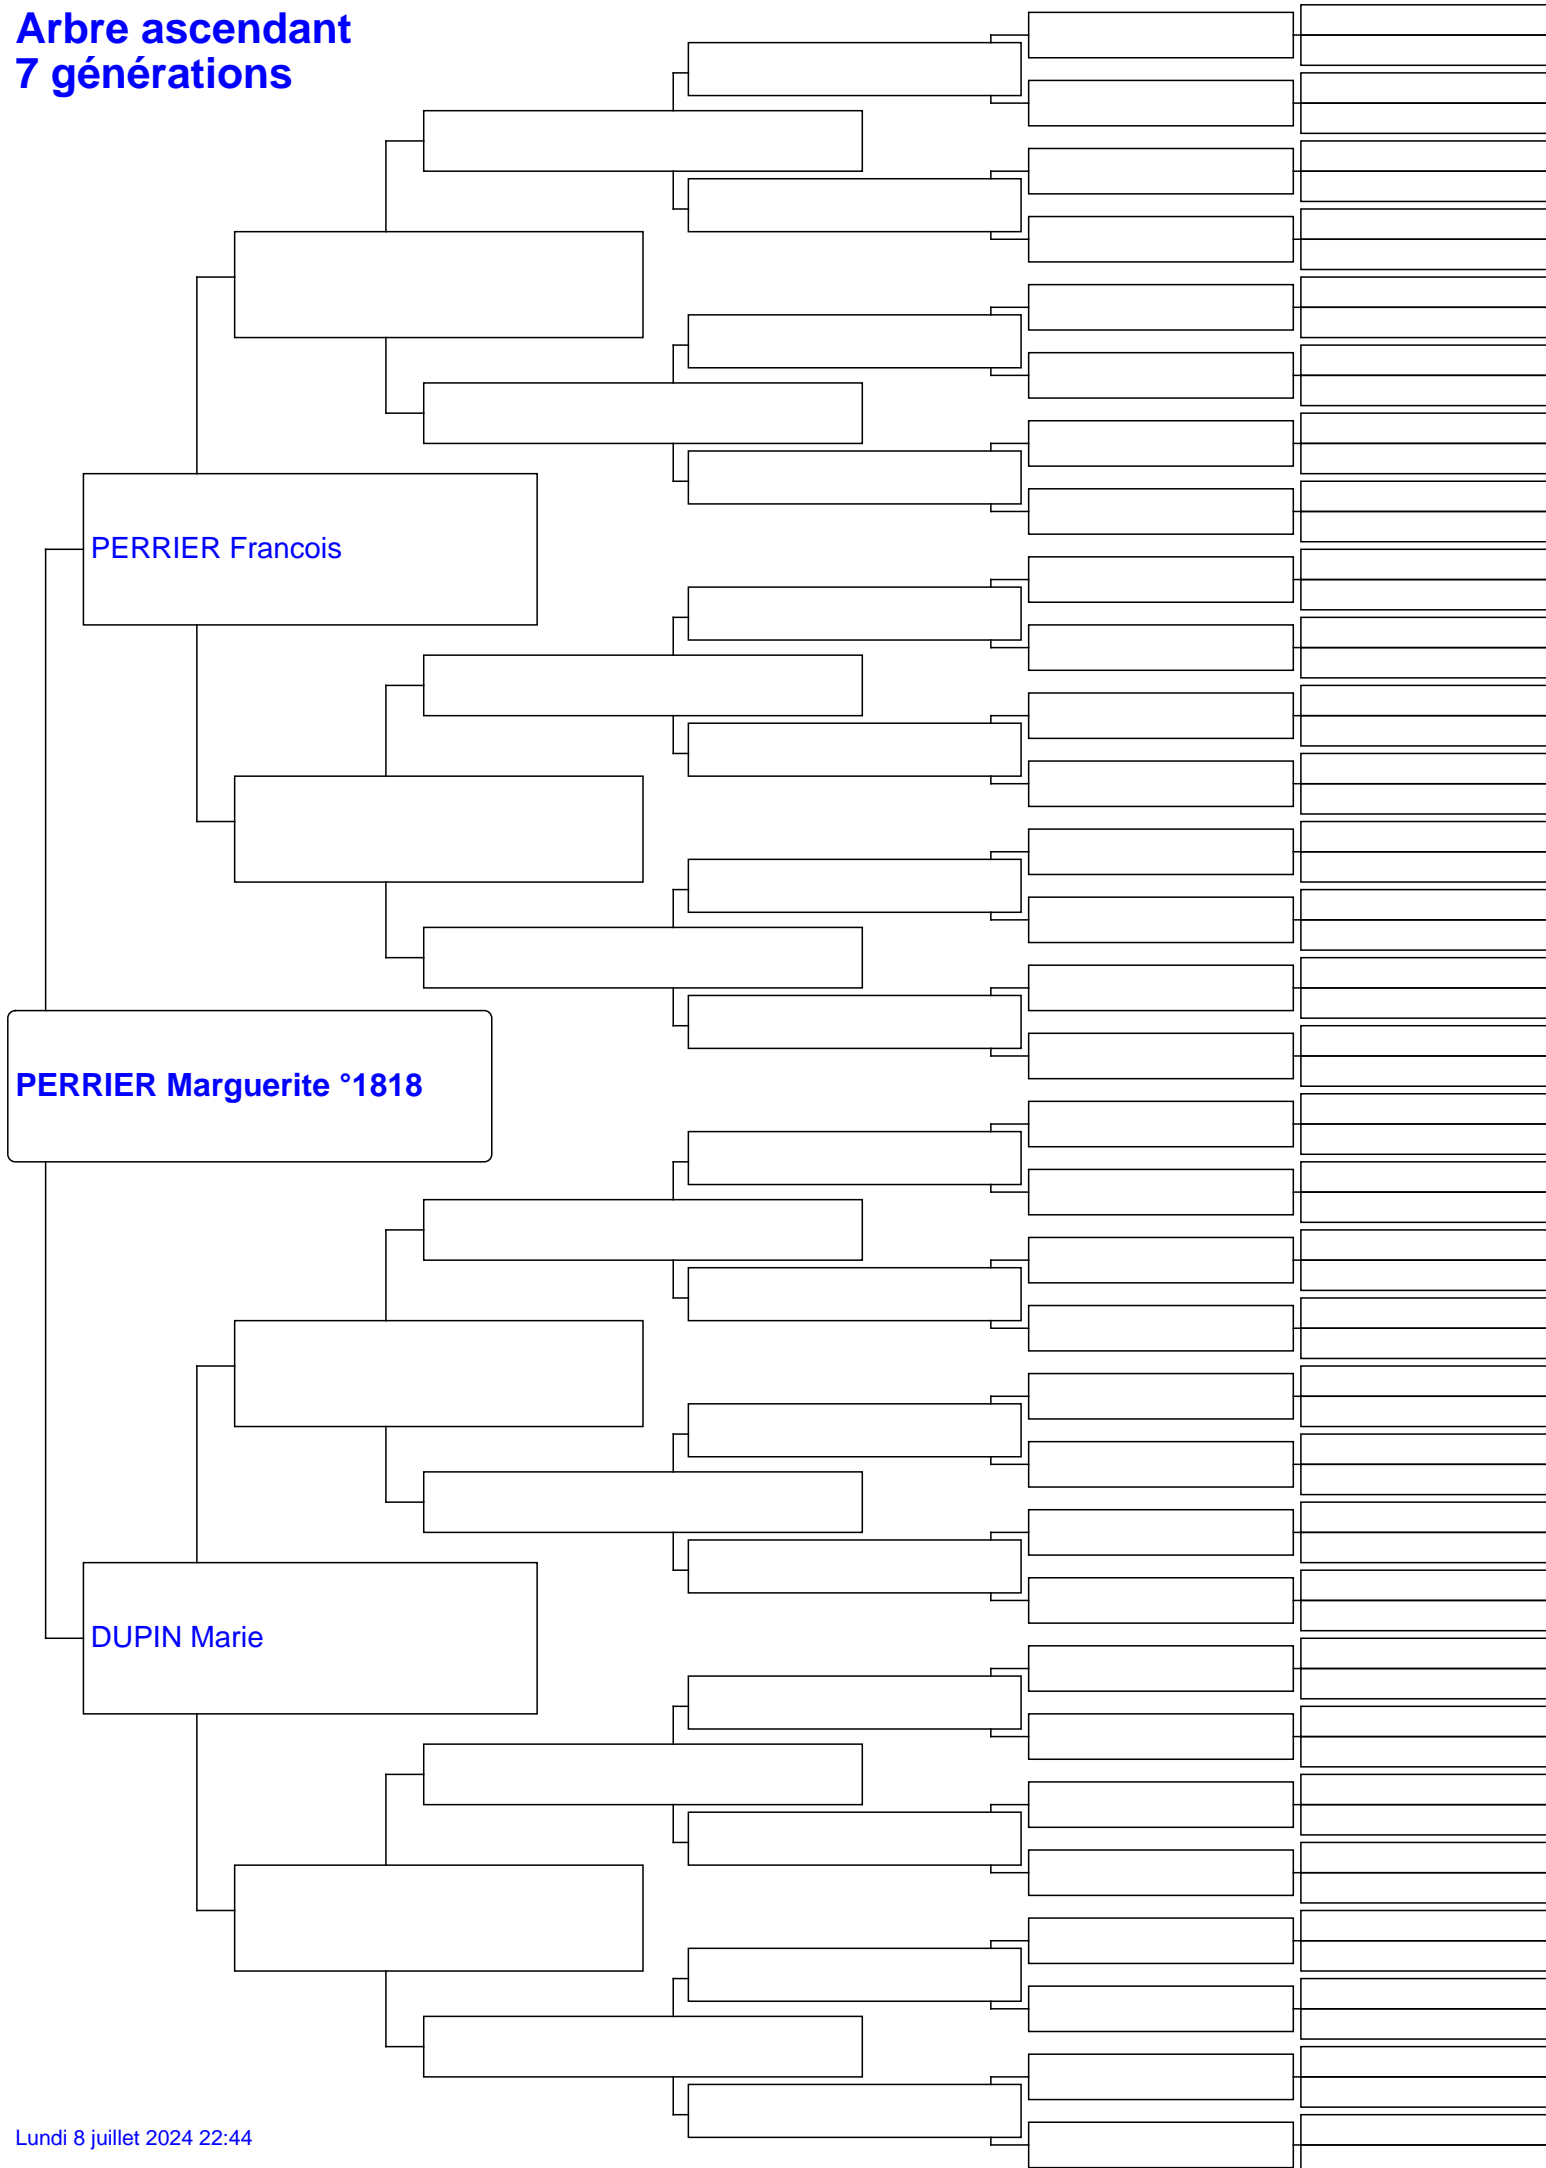 Arbre ascendant
7 générations
PERRIER Francois
PERRIER Marguerite °1818
DUPIN Marie
Lundi 8 juillet 2024 22:44